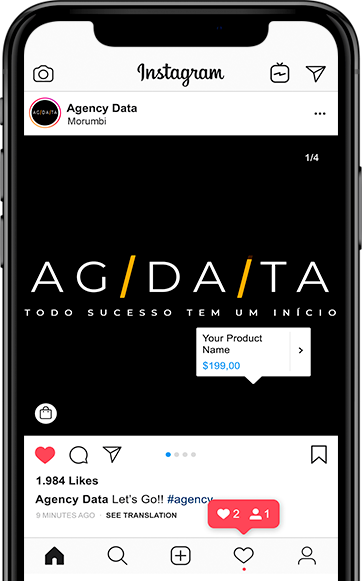 Instagram
AG/DA/TA
Agency Data
Morumbi
1/4
AG/DA/TA
TODO SUCESSO TEM UM INÍCIO
Your Product
Name
$199,00
1.984 Likes
Agency Data Let's Go!! #agency
2 1
9 MINUTES AGO · SEE TRANSLATION